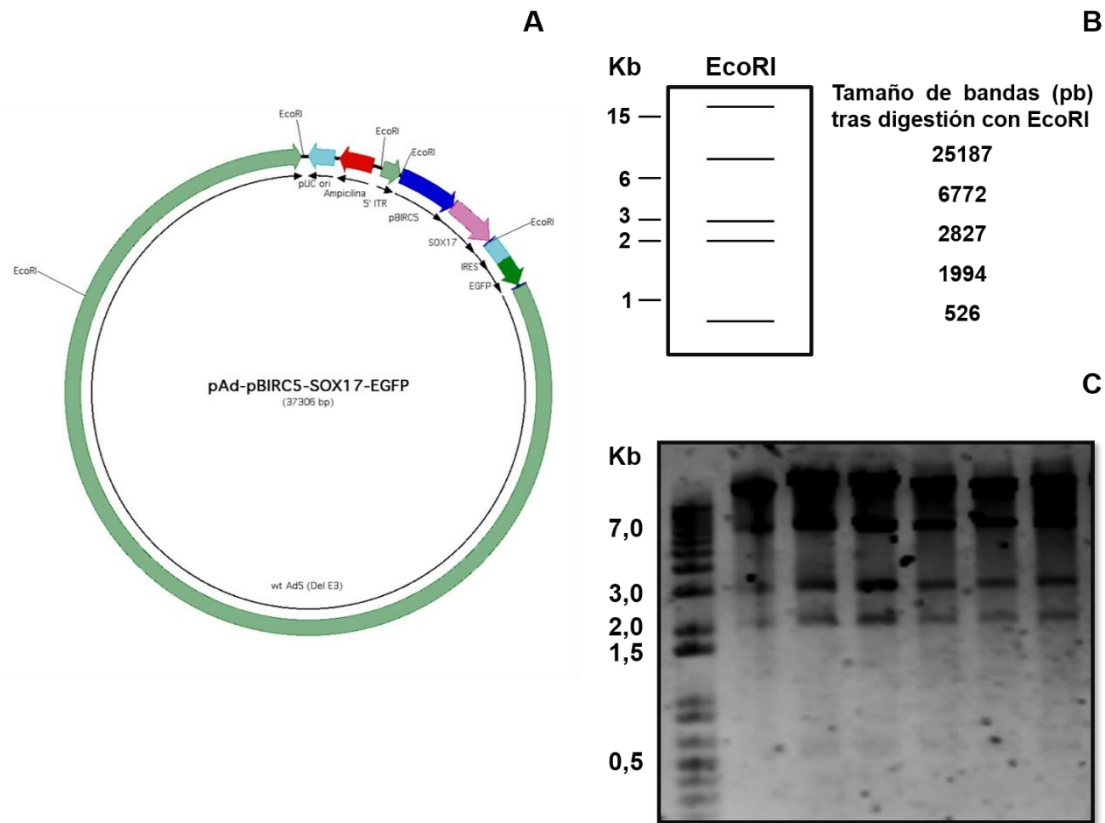 A
EcoRI
EcoRI
EcoRI
pUC ori
Ampicilina
5' ITR
pBIRC5
EcoRI
SOX17
IRES
EGFP
EcoRI
pAd-pBIRC5-SOX17-EGFP
(37306 bp)
wt Ad5 (Del E3)
B
Kb
EcoRI
15
6
3
2
1
Tamaño de bandas (pb)
tras digestión con EcoRI
25187
6772
2827
1994
526
C
Kb
7,0
3,0
2,0
1,5
0,5